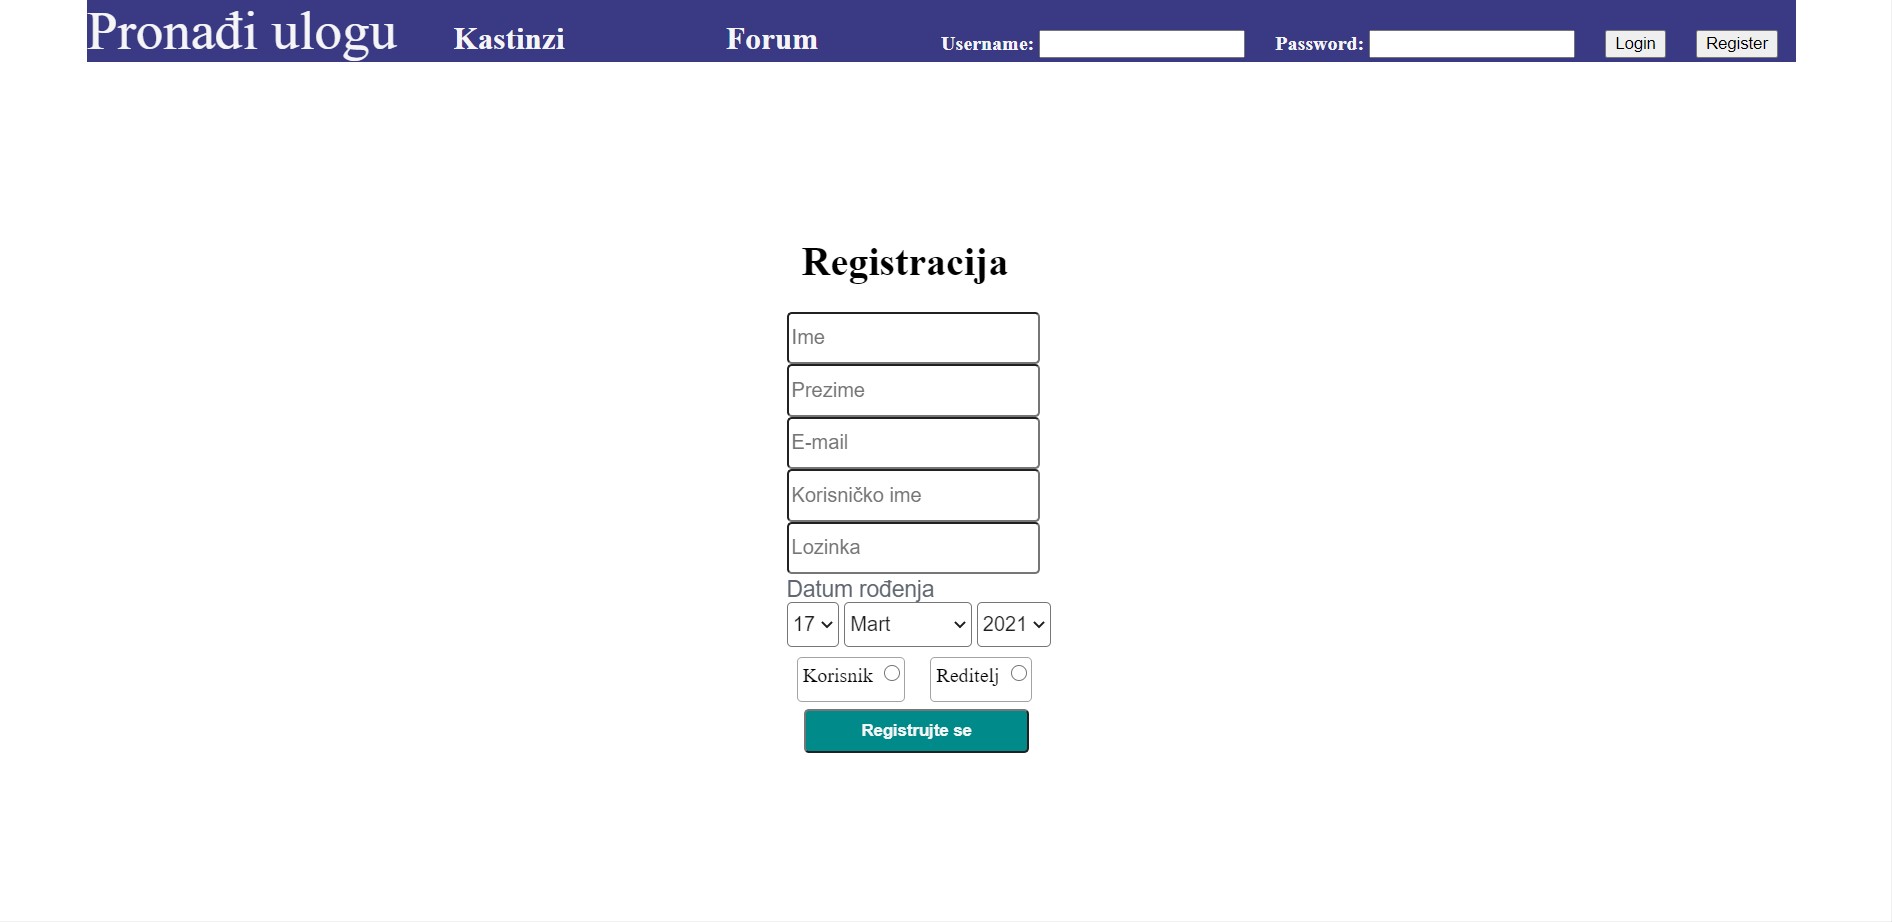 Pronađi ulogu Kastinzi Forum Username: Password: Login Register
Registracija
Ime
Prezime
E-mail
Korisničko ime
Lozinka
Datum rođenja
17 Mart 2021
Korisnik Reditelj
Registrujte se